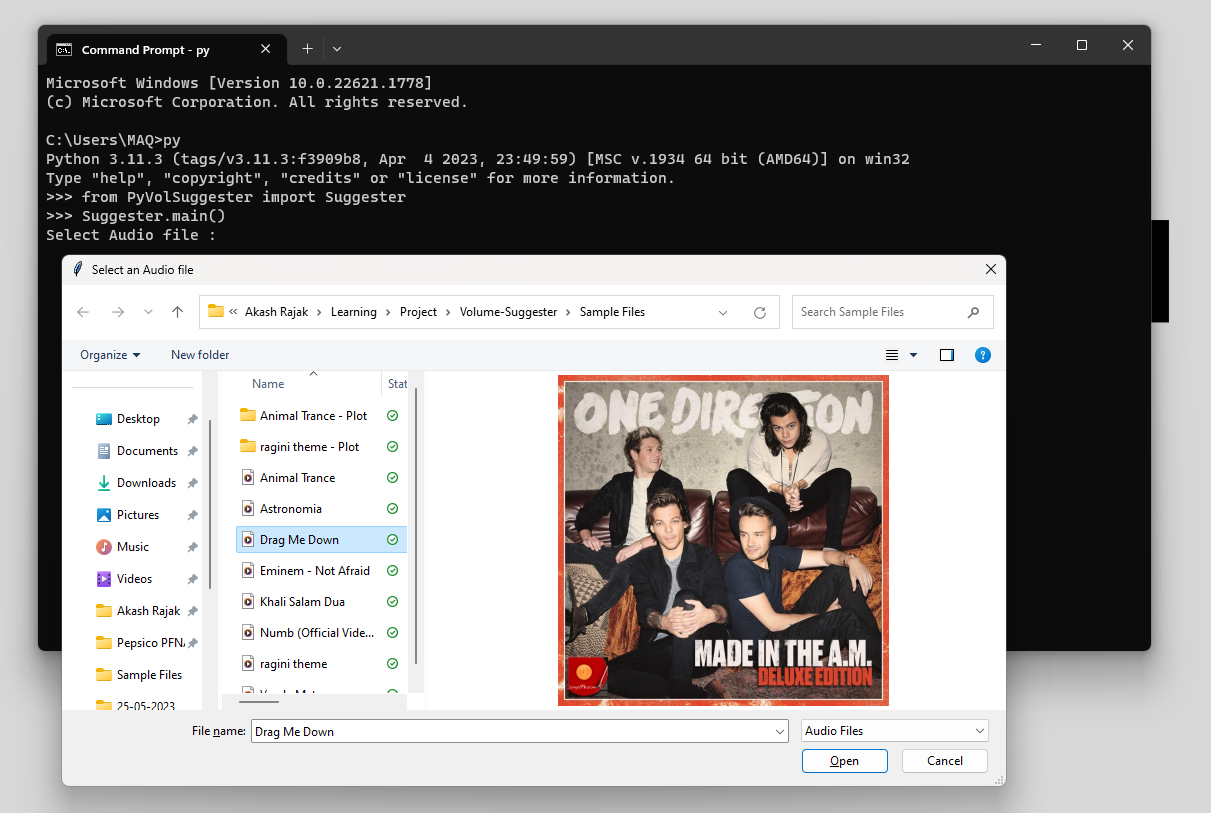 Command Prompt - py
Microsoft Windows [Version 10.0.22621.1778]
(c) Microsoft Corporation. All rights reserved.
C:\Users\MAQ>py
Python 3.11.3 (tags/v3.11.3:f3909b8, Apr  4 2023, 23:49:59) [MSC v.1934 64 bit (AMD64)] on win32
Type "help", "copyright", "credits" or "license" for more information.
>>> from PyVolSuggester import Suggester
>>> Suggester.main()
Select Audio file :
Select an Audio file
« Akash Rajak > Learning > Project > Volume-Suggester > Sample Files
Search Sample Files
Organize
New folder
?
Desktop
Documents
Downloads
Pictures
Music
Videos
Akash Rajak
Pepsico PFN
Sample Files
25-05-2023
Name
Stat
Animal Trance - Plot
ragini theme - Plot
Animal Trance
Astronomia
Drag Me Down
Eminem - Not Afraid
Khali Salam Dua
Numb (Official Vide...
ragini theme
ONE DIRECTION
MADE IN THE A.M.
DELUXE EDITION
File name:
Drag Me Down
Audio Files
Open
Cancel